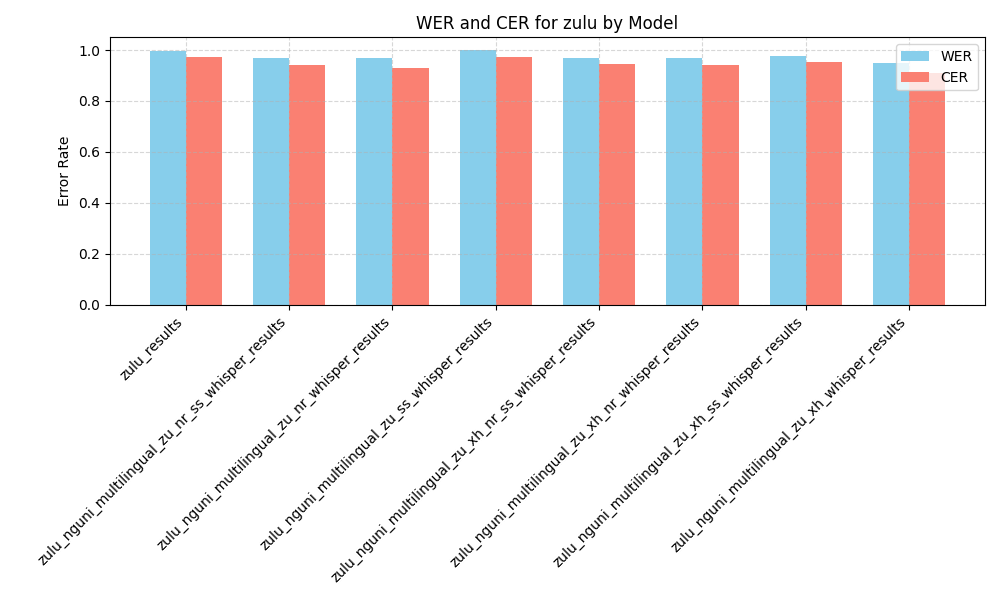 WER and CER for zulu by Model
WER
CER
Error Rate
1.0
0.8
0.6
0.4
0.2
0.0
zulu_results
zulu_nguni_multilingual_zu_nr_ss_whisper_results
zulu_nguni_multilingual_zu_nr_whisper_results
zulu_nguni_multilingual_zu_ss_whisper_results
zulu_nguni_multilingual_zu_xh_nr_ss_whisper_results
zulu_nguni_multilingual_zu_xh_nr_whisper_results
zulu_nguni_multilingual_zu_xh_ss_whisper_results
zulu_nguni_multilingual_zu_xh_whisper_results